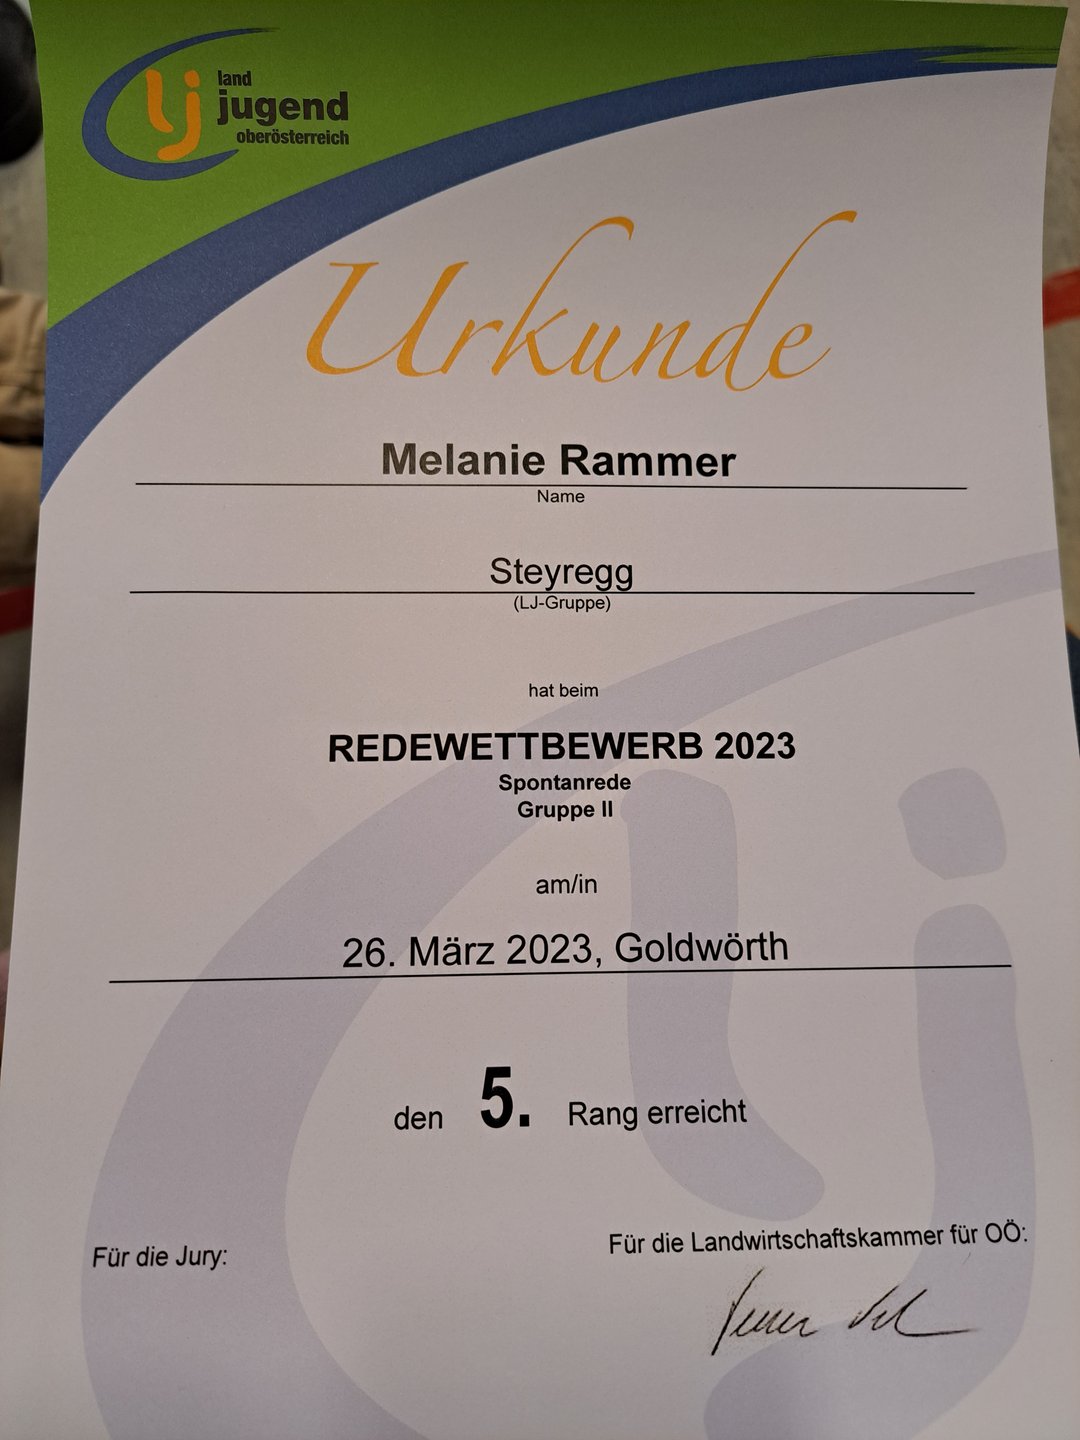 lj
land
jugend
oberösterreich
Urkunde
Melanie Rammer
Name
Steyregg
(LJ-Gruppe)
hat beim
REDEWETTBEWERB 2023
Spontanrede
Gruppe II
am/in
26. März 2023, Goldwörth
den 5. Rang erreicht
Für die Jury:
Für die Landwirtschaftskammer für OÖ: